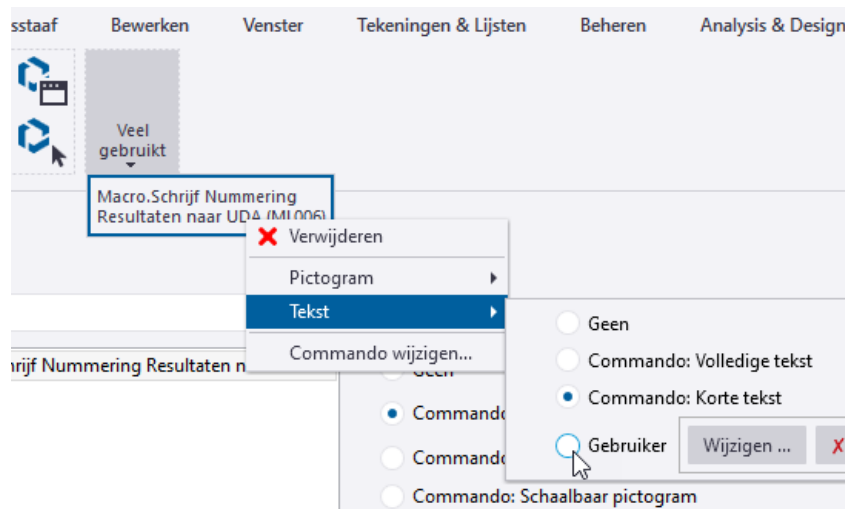 sstaaf Bewerken Venster Tekeningen & Lijsten Beheren Analysis & Design
Veel
gebruikt
Macro.Schrijf Nummering
Resultaten naar UDA (ML006)
Verwijderen
Pictogram
Tekst
Commando wijzigen...
Geen
Commando: Volledige tekst
Commando: Korte tekst
Gebruiker Wijzigen ...
hrijf Nummering Resultaten n
Geen
Commando
Commando
Commando: Schaalbaar pictogram